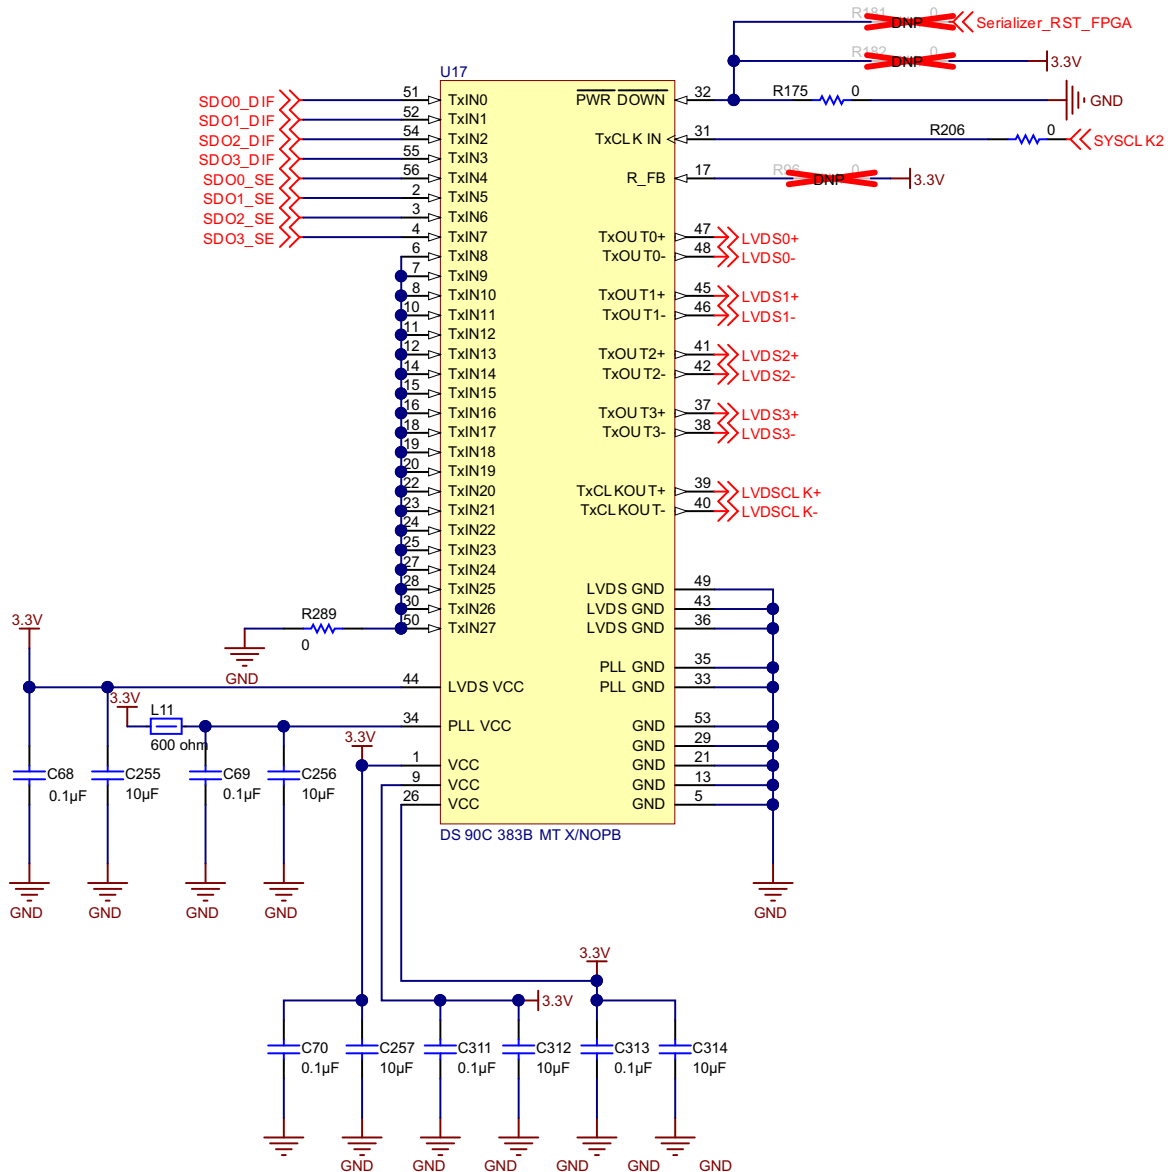 R181 0
DNP
Serializer_RST_FPGA
R182 0
DNP
3.3V
U17
SDO0_DIF 51 TxIN0 PWR DOWN 32 R175 0 GND
SDO1_DIF 52 TxIN1
SDO2_DIF 54 TxIN2 TxCLK IN 31 R206 0 SYSCLK2
SDO3_DIF 55 TxIN3
SDO0_SE 56 TxIN4 R_FB 17 R96 0 DNP 3.3V
SDO1_SE 2 TxIN5
SDO2_SE 3 TxIN6
SDO3_SE 4 TxIN7 TxOUT0+ 47 LVDS0+
6 TxIN8 TxOUT0- 48 LVDS0-
7 TxIN9
8 TxIN10 TxOUT1+ 45 LVDS1+
10 TxIN11 TxOUT1- 46 LVDS1-
11 TxIN12
12 TxIN13 TxOUT2+ 41 LVDS2+
14 TxIN14 TxOUT2- 42 LVDS2-
15 TxIN15
16 TxIN16 TxOUT3+ 37 LVDS3+
18 TxIN17 TxOUT3- 38 LVDS3-
19 TxIN18
20 TxIN19
22 TxIN20 TxCLKOUT+ 39 LVDSCLK+
23 TxIN21 TxCLKOUT- 40 LVDSCLK-
24 TxIN22
25 TxIN23
27 TxIN24
28 TxIN25 LVDS GND 49
30 TxIN26 LVDS GND 43
R289 0 50 TxIN27 LVDS GND 36
GND
3.3V
PLL GND 35
44 LVDS VCC PLL GND 33
3.3V
L11
600 ohm
34 PLL VCC GND 53
GND 29
3.3V
1 VCC GND 21
9 VCC GND 13
26 VCC GND 5
C68 C255 C69 C256
0.1µF 10µF 0.1µF 10µF
DS90C383BMTX/NOPB
GND GND GND GND GND
3.3V
3.3V
C70 C257 C311 C312 C313 C314
0.1µF 10µF 0.1µF 10µF 0.1µF 10µF
GND GND GND GND GND GND